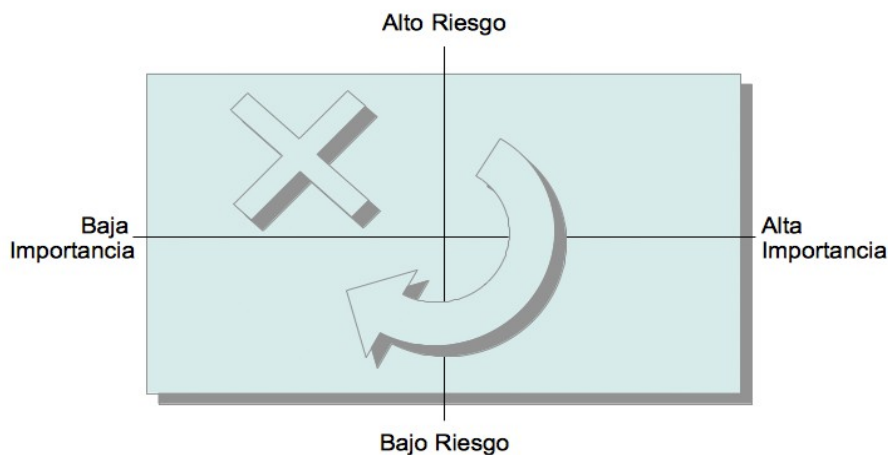 Alto Riesgo
Baja
Importancia
Alta
Importancia
Bajo Riesgo